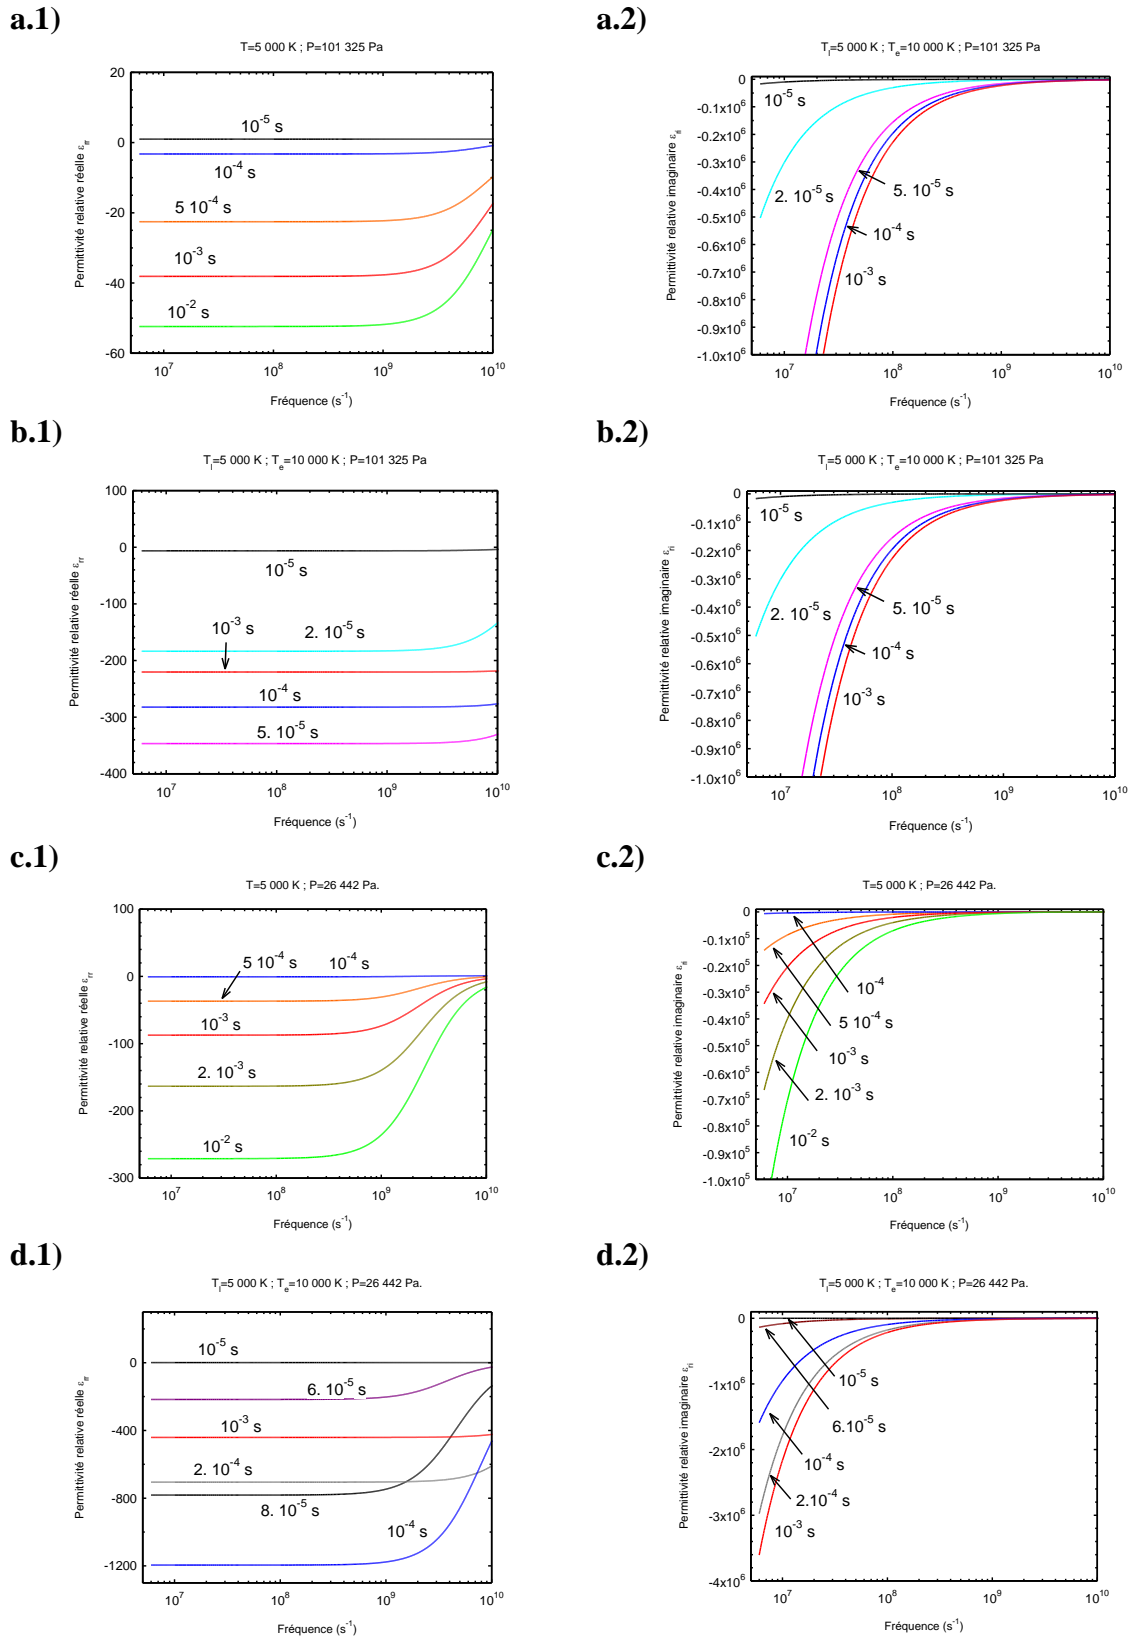 a.1)
T=5 000 K ; P=101 325 Pa
Permittivité relative réelle ε_rr
20
0
-20
-40
-60
10^-5 s
10^-4 s
5 10^-4 s
10^-3 s
10^-2 s
10^7
10^8
10^9
10^10
Fréquence (s^-1)
a.2)
T_l=5 000 K ; T_e=10 000 K ; P=101 325 Pa
Permittivité relative imaginaire ε_ri
0
-0.1x10^6
-0.2x10^6
-0.3x10^6
-0.4x10^6
-0.5x10^6
-0.6x10^6
-0.7x10^6
-0.8x10^6
-0.9x10^6
-1.0x10^6
10^-5 s
2. 10^-5 s
5. 10^-5 s
10^-4 s
10^-3 s
10^7
10^8
10^9
10^10
Fréquence (s^-1)
b.1)
T_l=5 000 K ; T_e=10 000 K ; P=101 325 Pa
Permittivité relative réelle ε_rr
100
0
-100
-200
-300
-400
10^-5 s
10^-3 s
2. 10^-5 s
10^-4 s
5. 10^-5 s
10^7
10^8
10^9
10^10
Fréquence (s^-1)
b.2)
T_l=5 000 K ; T_e=10 000 K ; P=101 325 Pa
Permittivité relative imaginaire ε_ri
0
-0.1x10^6
-0.2x10^6
-0.3x10^6
-0.4x10^6
-0.5x10^6
-0.6x10^6
-0.7x10^6
-0.8x10^6
-0.9x10^6
-1.0x10^6
10^-5 s
2. 10^-5 s
5. 10^-5 s
10^-4 s
10^-3 s
10^7
10^8
10^9
10^10
Fréquence (s^-1)
c.1)
T=5 000 K ; P=26 442 Pa.
Permittivité relative réelle ε_rr
100
0
-100
-200
-300
5 10^-4 s
10^-4 s
10^-3 s
2. 10^-3 s
10^-2 s
10^7
10^8
10^9
10^10
Fréquence (s^-1)
c.2)
T=5 000 K ; P=26 442 Pa.
Permittivité relative imaginaire ε_ri
0
-0.1x10^5
-0.2x10^5
-0.3x10^5
-0.4x10^5
-0.5x10^5
-0.6x10^5
-0.7x10^5
-0.8x10^5
-0.9x10^5
-1.0x10^5
10^-4
5 10^-4 s
10^-3 s
2. 10^-3 s
10^-2 s
10^7
10^8
10^9
10^10
Fréquence (s^-1)
d.1)
T_l=5 000 K ; T_e=10 000 K ; P=26 442 Pa.
Permittivité relative réelle ε_rr
0
-400
-800
-1200
10^-5 s
6. 10^-5 s
10^-3 s
2. 10^-4 s
8. 10^-5 s
10^-4 s
10^7
10^8
10^9
10^10
Fréquence (s^-1)
d.2)
T_l=5 000 K ; T_e=10 000 K ; P=26 442 Pa.
Permittivité relative imaginaire ε_ri
0
-1x10^6
-2x10^6
-3x10^6
-4x10^6
10^-5 s
6.10^-5 s
10^-4 s
2.10^-4 s
10^-3 s
10^7
10^8
10^9
10^10
Fréquence (s^-1)